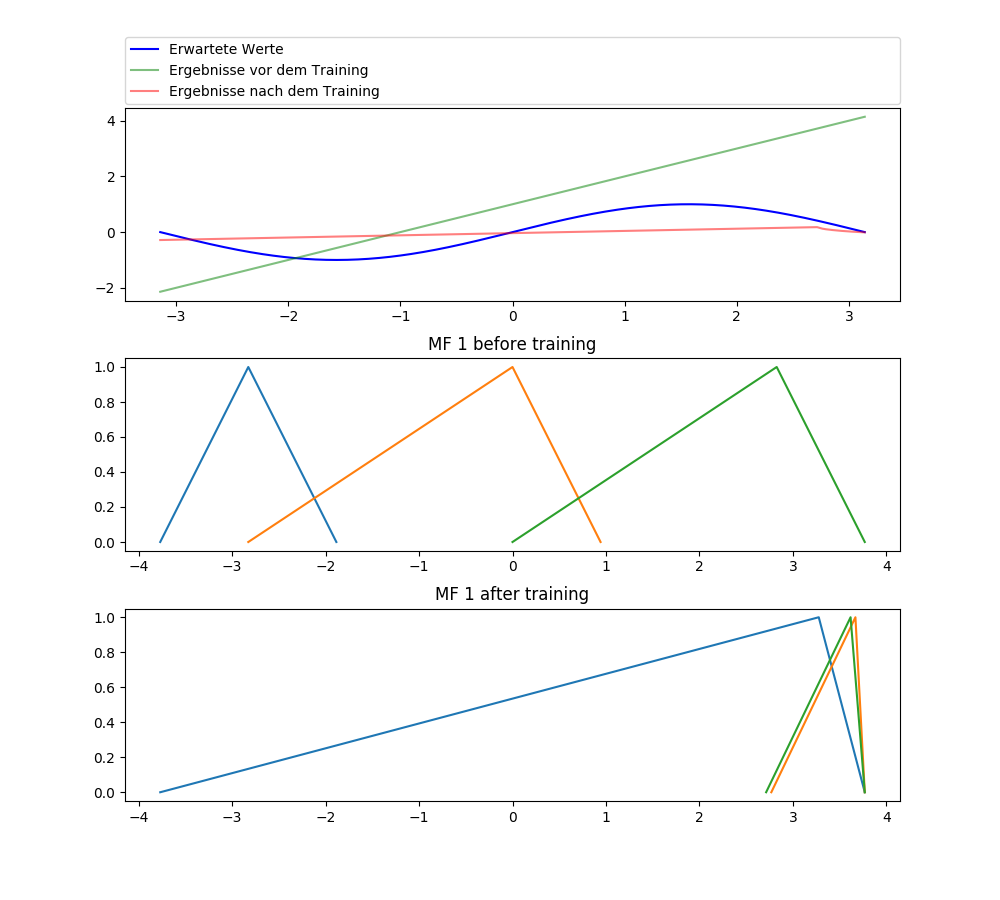 Erwartete Werte
Ergebnisse vor dem Training
Ergebnisse nach dem Training
4
2
0
−2
−3 −2 −1 0 1 2 3
MF 1 before training
1.0
0.8
0.6
0.4
0.2
0.0
−4 −3 −2 −1 0 1 2 3 4
MF 1 after training
1.0
0.8
0.6
0.4
0.2
0.0
−4 −3 −2 −1 0 1 2 3 4